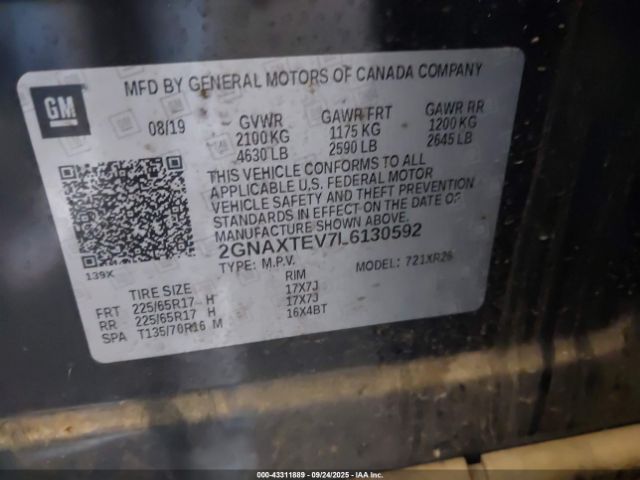 MFD BY GENERAL MOTORS OF CANADA COMPANY
GM
08/19 GVWR GAWR FRT GAWR RR
2100 KG 1175 KG 1200 KG
4630 LB 2590 LB 2645 LB
THIS VEHICLE CONFORMS TO ALL
APPLICABLE U.S. FEDERAL MOTOR
VEHICLE SAFETY AND THEFT PREVENTION
STANDARDS IN EFFECT ON THE DATE OF
MANUFACTURE SHOWN ABOVE.
2GNAXTEV7L6130592
TYPE: M.P.V. MODEL: 721XR26
139X
TIRE SIZE RIM
FRT 225/65R17 H 17X7J
RR 225/65R17 H 17X7J
SPA T135/70R16 M 16X4BT
© - 43311889 - 09/24/2025 - IAA Holdings, LLC